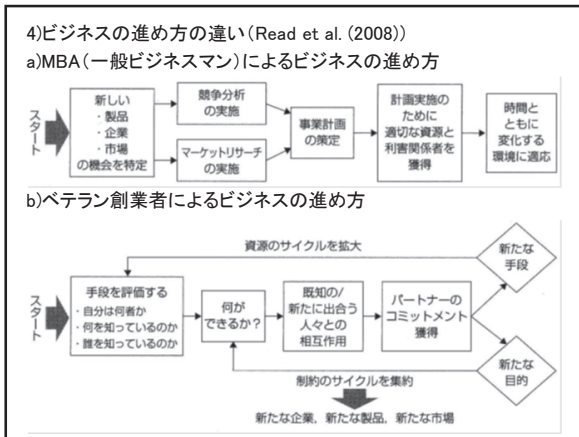 4)ビジネスの進め方の違い(Read et al. (2008))
a)MBA(一般ビジネスマン)によるビジネスの進め方
スタート
新しい
・製品
・企業
・市場
の機会を特定
競争分析
の実施
マーケットリサーチ
の実施
事業計画
の策定
計画実施の
ために
適切な資源と
利害関係者を
獲得
時間と
ともに
変化する
環境に適応
b)ベテラン創業者によるビジネスの進め方
資源のサイクルを拡大
新たな
手段
スタート
手段を評価する
・自分は何者か
・何を知っているのか
・誰を知っているのか
何が
できるか?
既知の/
新たに出合う
人々との
相互作用
パートナーの
コミットメント
獲得
新たな
目的
制約のサイクルを集約
新たな企業，新たな製品，新たな市場